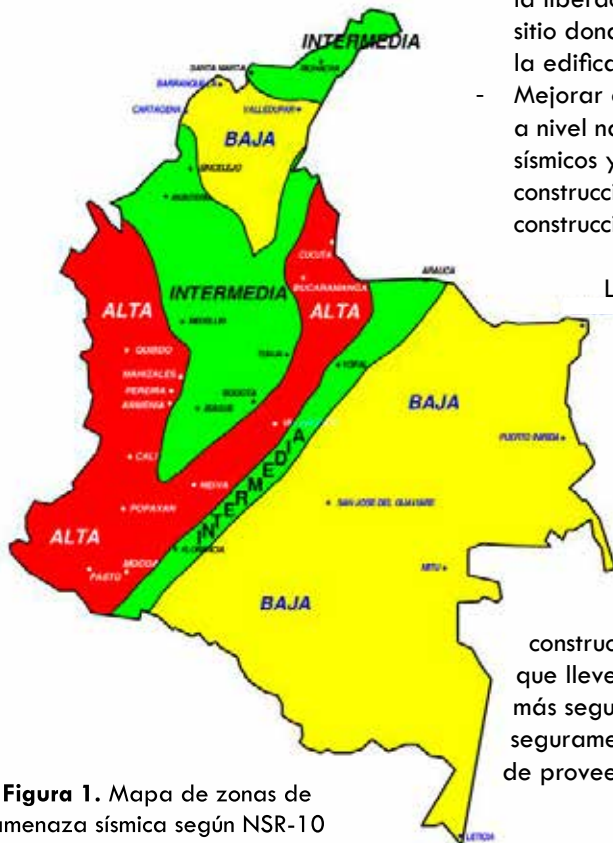 la liberac
sitio dond
la edifica
- Mejorar
a nivel na
sísmicos y
construcci
construcci
L
INTERMEDIA
SANTA MARTA
RIOHACHA
BARRANQUILLA
CARTAGENA
VALLEDUPAR
BAJA
SINCELEJO
MONTERIA
CUCUTA
BUCARAMANGA
ARAUCA
INTERMEDIA
ALTA
ALTA
MEDELLIN
QUIBDO
TUNJA
YOPAL
MANIZALES
PEREIRA
ARMENIA
BOGOTA
IBAGUE
BAJA
PUERTO INIRIDA
CALI
NEIVA
INTERMEDIA
SAN JOSE DEL GUAVIARE
POPAYAN
ALTA
FLORENCIA
MOCOA
PASTO
MITU
BAJA
construc
que lleve
más segu
segurame
de provee
LETICIA
Figura 1. Mapa de zonas de
amenaza sísmica según NSR-10